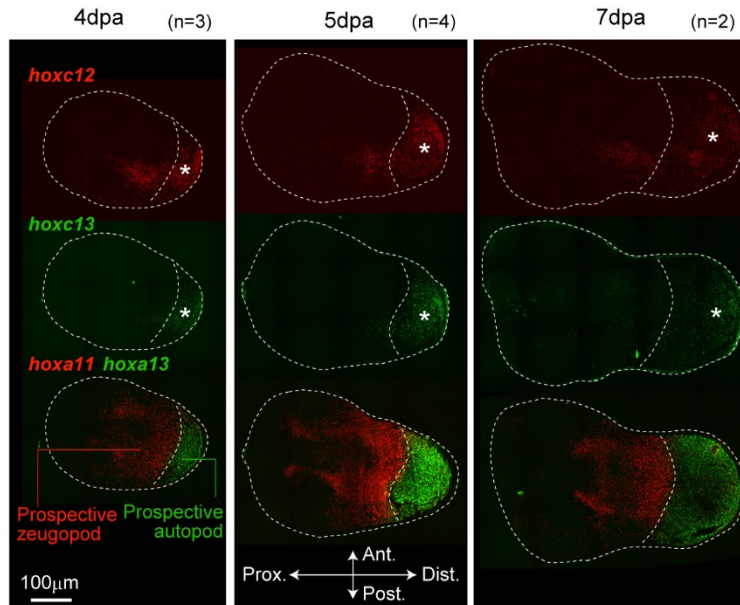 4dpa (n=3)
5dpa (n=4)
7dpa (n=2)
hoxc12
*
*
*
hoxc13
*
*
*
hoxa11 hoxa13
Prospective zeugopod
Prospective autopod
100μm
Ant.
Prox. Dist.
Post.